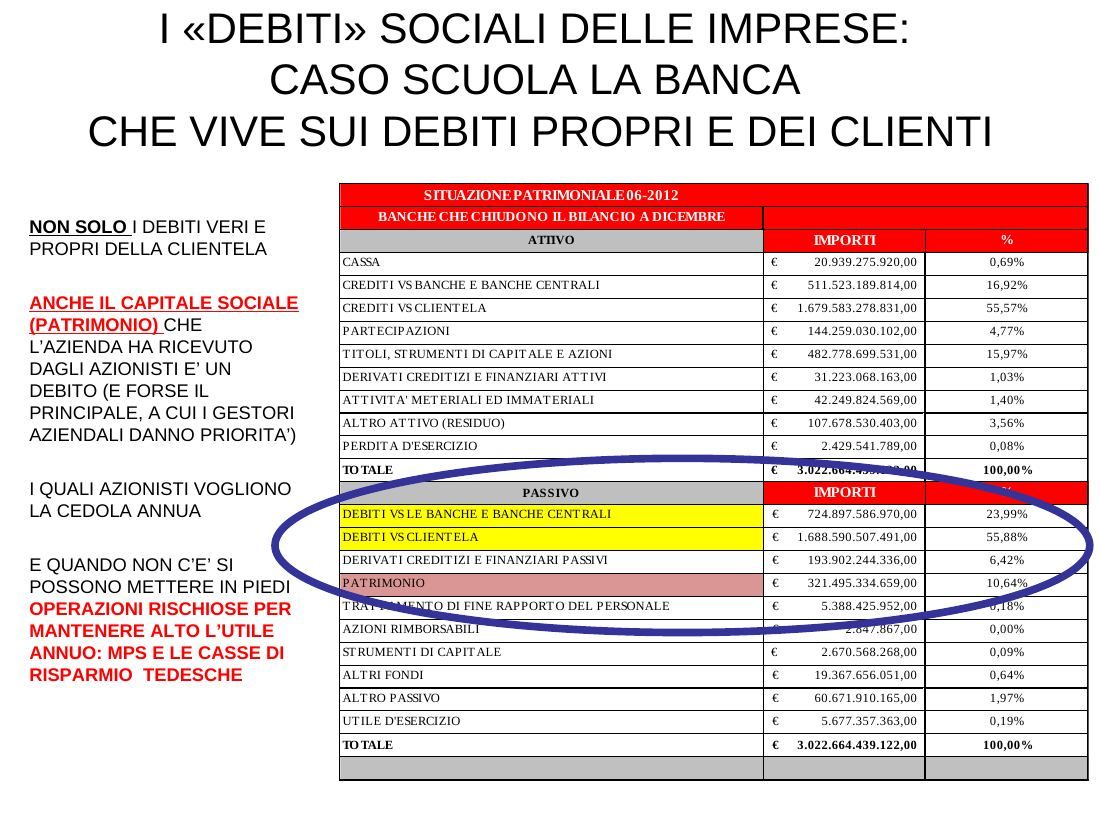 I «DEBITI» SOCIALI DELLE IMPRESE:
CASO SCUOLA LA BANCA
CHE VIVE SUI DEBITI PROPRI E DEI CLIENTI
NON SOLO I DEBITI VERI E
PROPRI DELLA CLIENTELA
ANCHE IL CAPITALE SOCIALE
(PATRIMONIO) CHE
L'AZIENDA HA RICEVUTO
DAGLI AZIONISTI E' UN
DEBITO (E FORSE IL
PRINCIPALE, A CUI I GESTORI
AZIENDALI DANNO PRIORITA')
I QUALI AZIONISTI VOGLIONO
LA CEDOLA ANNUA
E QUANDO NON C'E' SI
POSSONO METTERE IN PIEDI
OPERAZIONI RISCHIOSE PER
MANTENERE ALTO L'UTILE
ANNUO: MPS E LE CASSE DI
RISPARMIO TEDESCHE
SITUAZIONE PATRIMONIALE 06-2012
BANCHE CHE CHIUDONO IL BILANCIO A DICEMBRE
ATTIVO IMPORTI %
CASSA € 20.939.275.920,00 0,69%
CREDITI VS BANCHE E BANCHE CENTRALI € 511.523.189.814,00 16,92%
CREDITI VS CLIENTELA € 1.679.583.278.831,00 55,57%
PARTECIPAZIONI € 144.259.030.102,00 4,77%
TITOLI, STRUMENTI DI CAPITALE E AZIONI € 482.778.699.531,00 15,97%
DERIVATI CREDITIZI E FINANZIARI ATTIVI € 31.223.068.163,00 1,03%
ATTIVITA' METERIALI ED IMMATERIALI € 42.249.824.569,00 1,40%
ALTRO ATTIVO (RESIDUO) € 107.678.530.403,00 3,56%
PERDITA D'ESERCIZIO € 2.429.541.789,00 0,08%
TOTALE € 100,00%
PASSIVO IMPORTI %
DEBITI VS LE BANCHE E BANCHE CENTRALI € 724.897.586.970,00 23,99%
DEBITI VS CLIENTELA € 1.688.590.507.491,00 55,88%
DERIVATI CREDITIZI E FINANZIARI PASSIVI € 193.902.244.336,00 6,42%
PATRIMONIO € 321.495.334.659,00 10,64%
TRATTAMENTO DI FINE RAPPORTO DEL PERSONALE € 5.388.425.952,00 0,18%
AZIONI RIMBORSABILI € 2.847.867,00 0,00%
STRUMENTI DI CAPITALE € 2.670.568.268,00 0,09%
ALTRI FONDI € 19.367.656.051,00 0,64%
ALTRO PASSIVO € 60.671.910.165,00 1,97%
UTILE D'ESERCIZIO € 5.677.357.363,00 0,19%
TOTALE € 3.022.664.439.122,00 100,00%